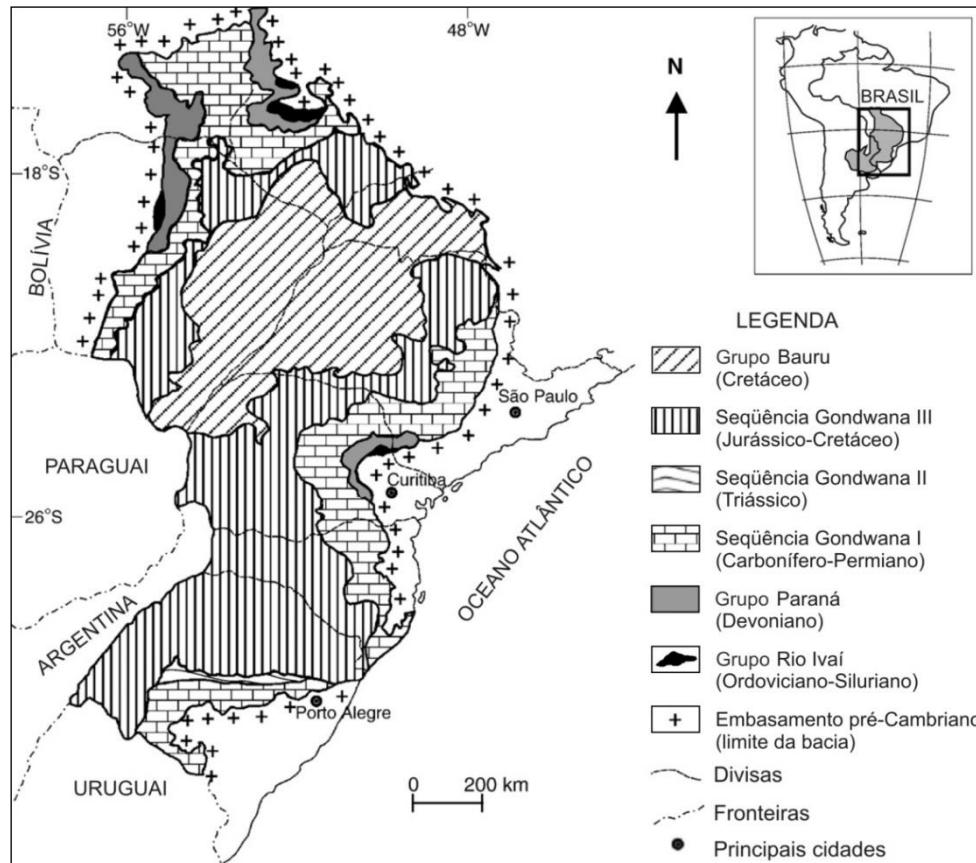 56°W
48°W
N
BRASIL
18°S
BOLÍVIA
LEGENDA
Grupo Bauru
(Cretáceo)
São Paulo
Seqüência Gondwana III
(Jurássico-Cretáceo)
PARAGUAI
Curitiba
Seqüência Gondwana II
(Triássico)
26°S
OCEANO ATLÂNTICO
Seqüência Gondwana I
(Carbonífero-Permiano)
ARGENTINA
Grupo Paraná
(Devoniano)
Grupo Rio Ivaí
(Ordoviciano-Siluriano)
Porto Alegre
Embasamento pré-Cambriano
(limite da bacia)
URUGUAI
0 200 km
Divisas
Fronteiras
Principais cidades